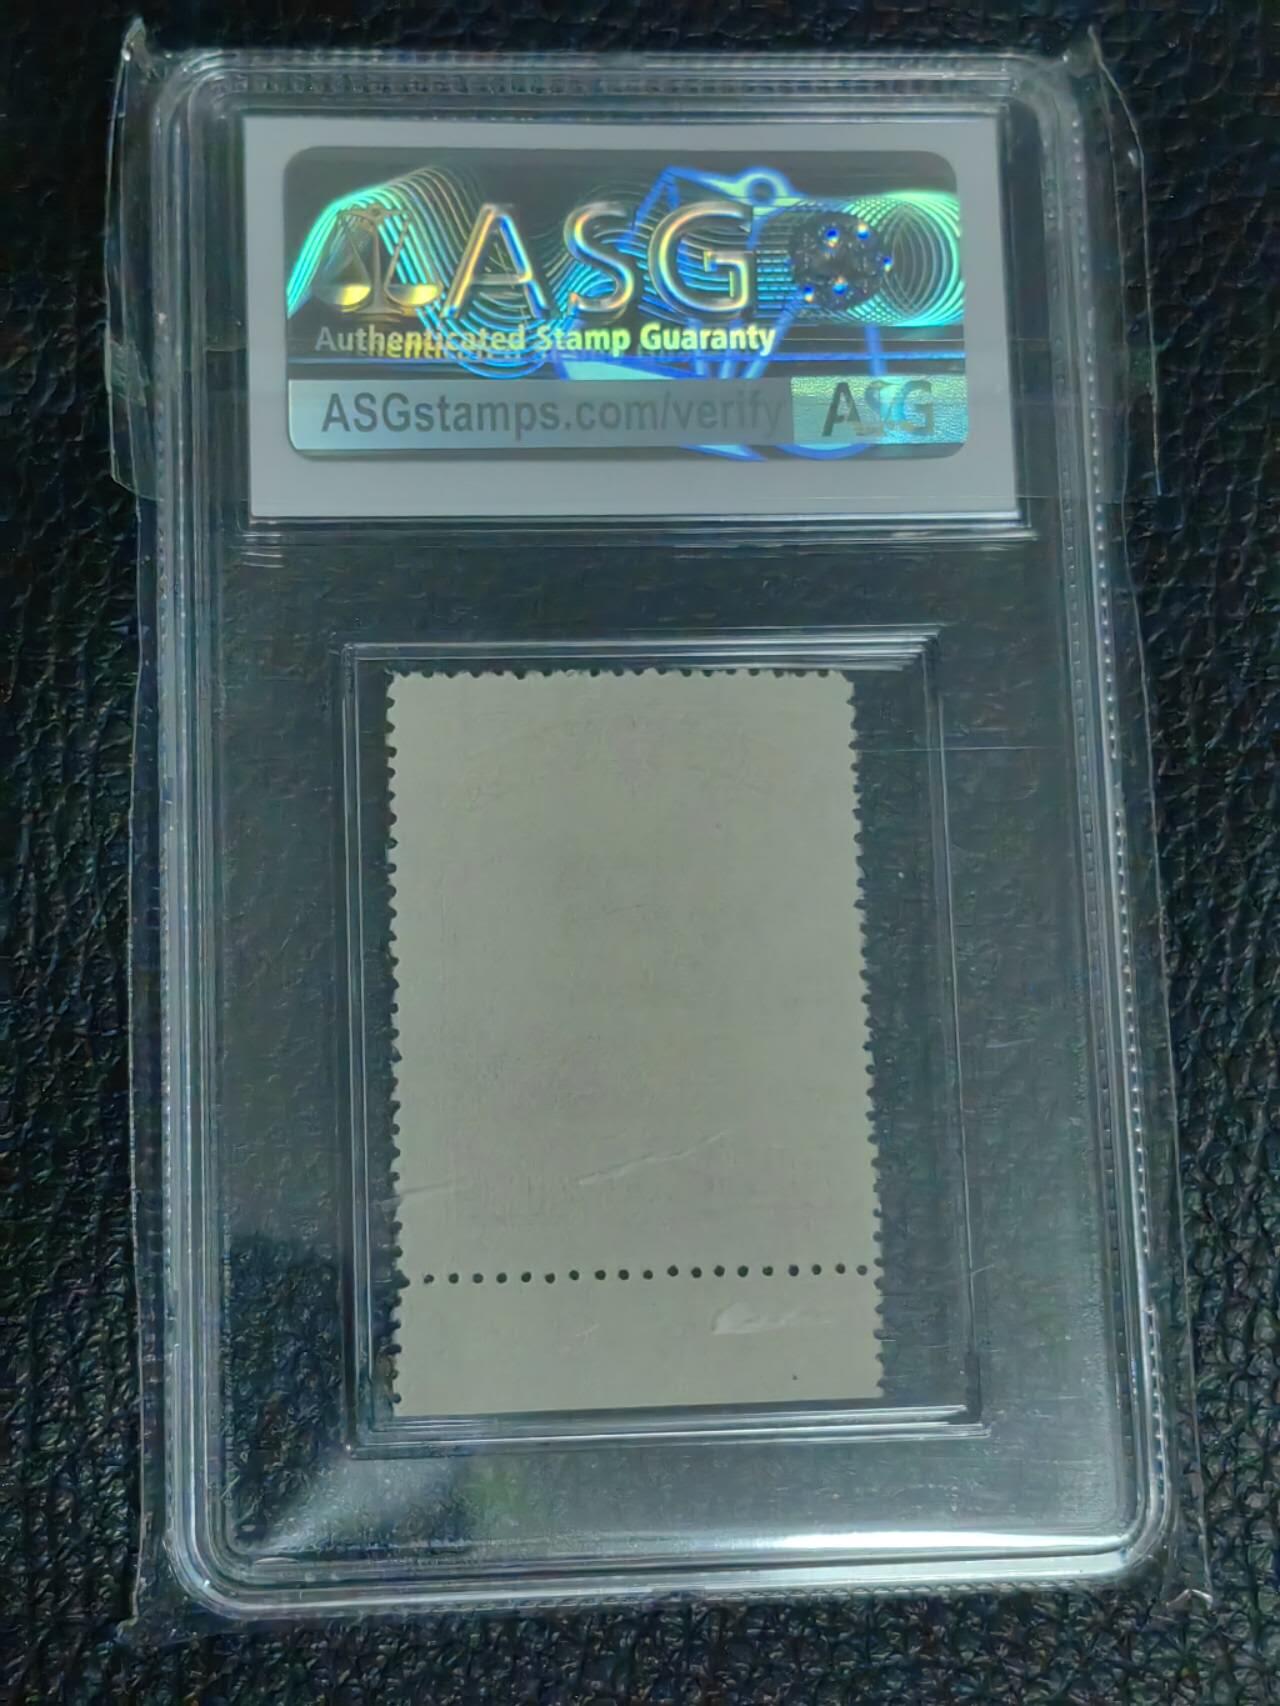 ASG
Authenticated Stamp Guaranty
ASGstamps.com/verify ASG